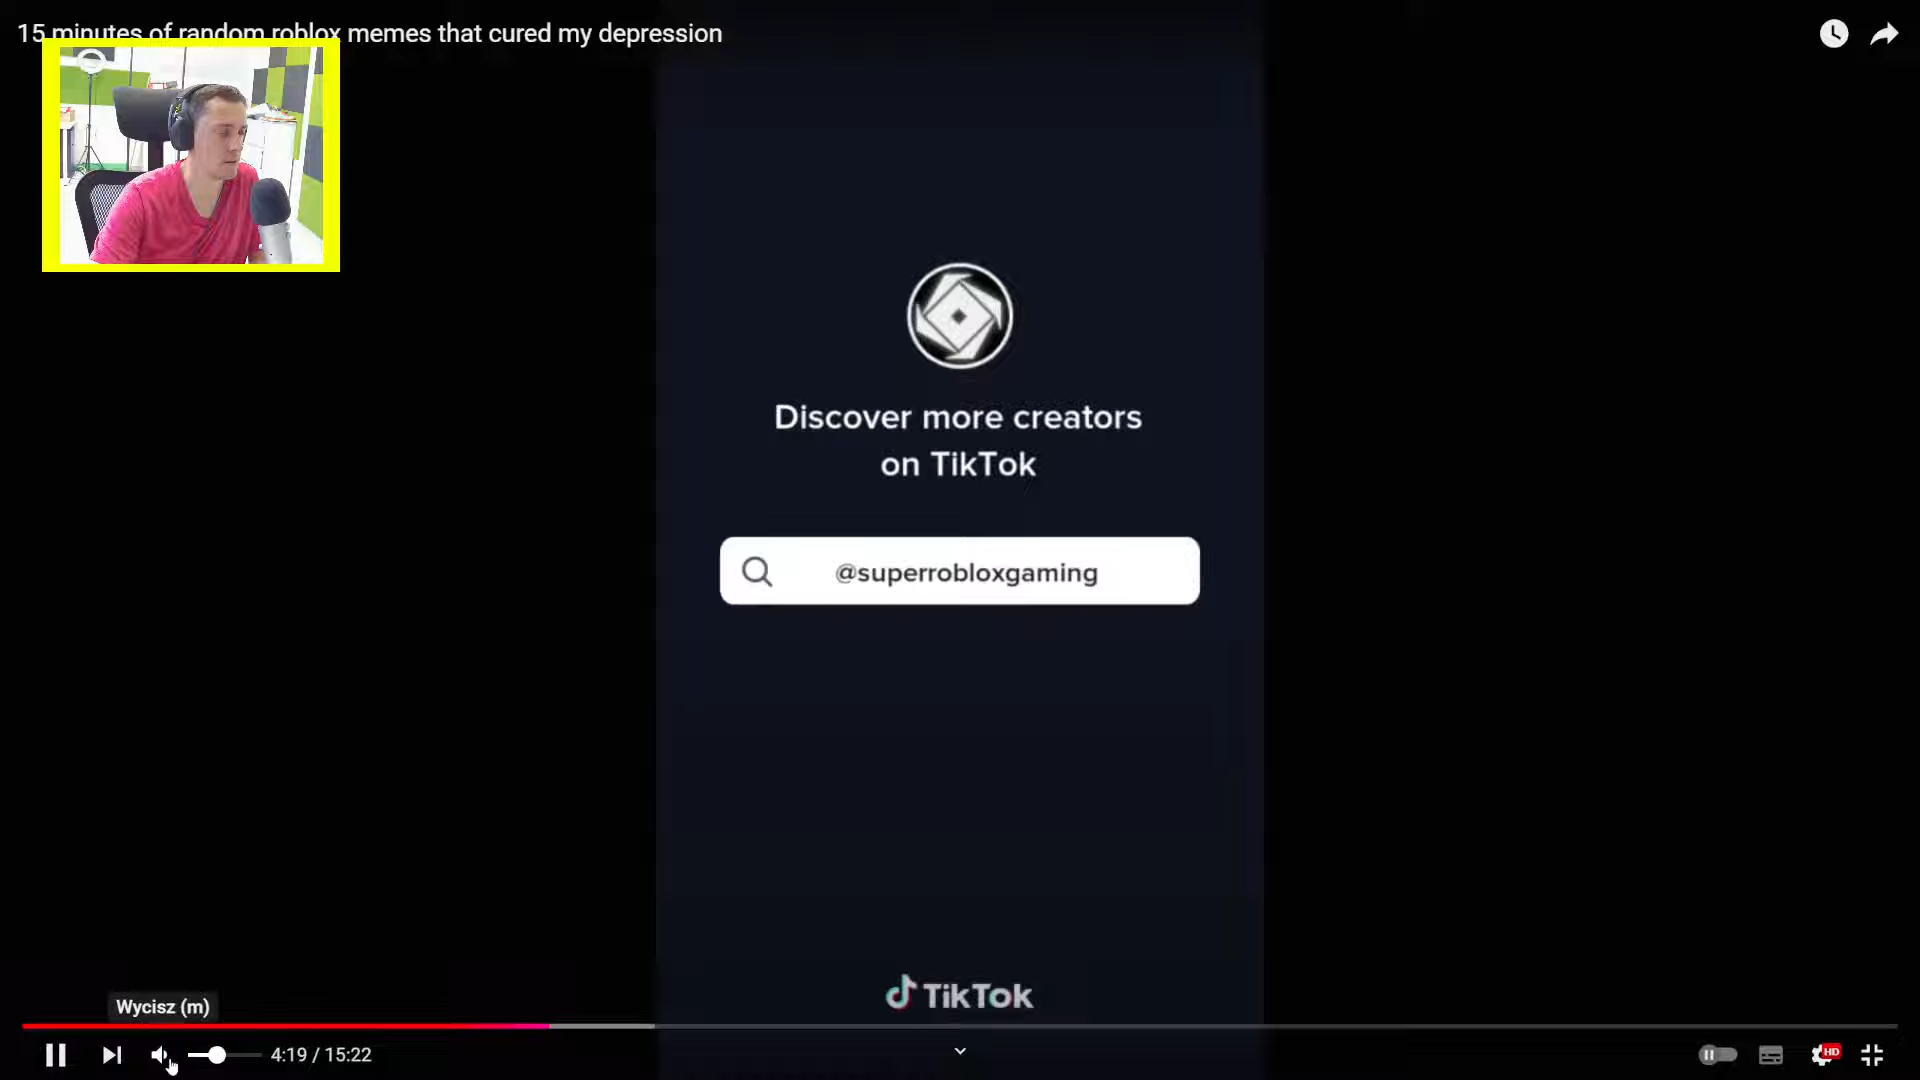 15 minutes of random roblox memes that cured my depression
Discover more creators
on TikTok
@superrobloxgaming
TikTok
Wycisz (m)
4:19 / 15:22
HD